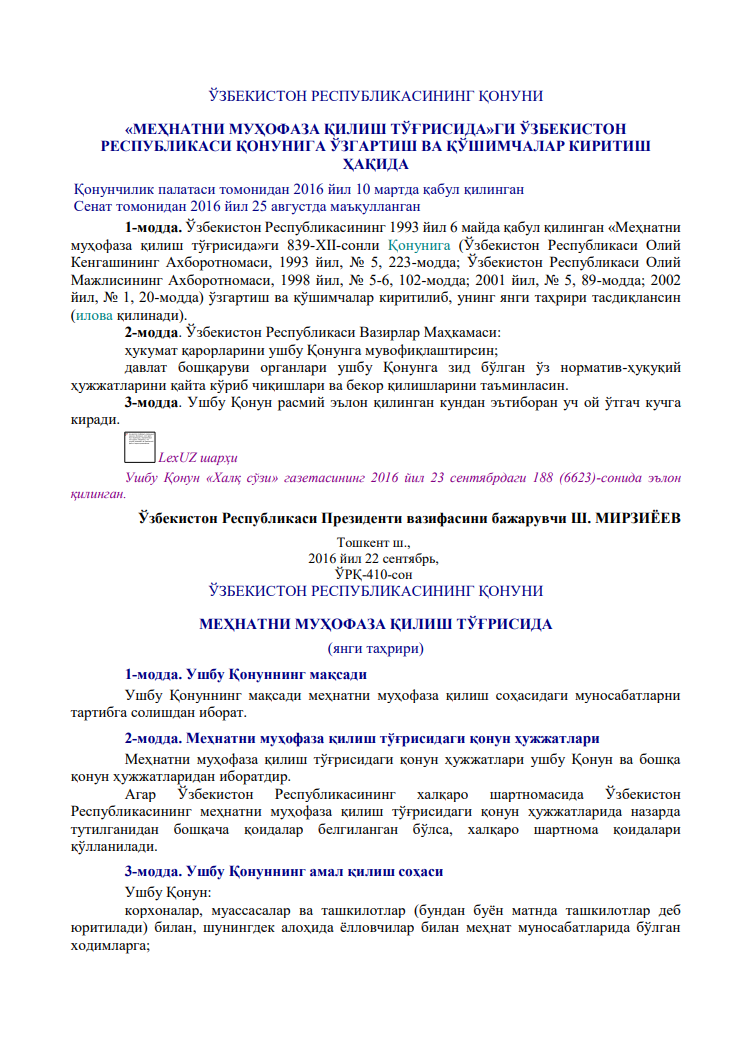 ЎЗБЕКИСТОН РЕСПУБЛИКАСИНИНГ ҚОНУНИ
«МЕҲНАТНИ МУҲОФАЗА ҚИЛИШ ТЎҒРИСИДА»ГИ ЎЗБЕКИСТОН
РЕСПУБЛИКАСИ ҚОНУНИГА ЎЗГАРТИШ ВА ҚЎШИМЧАЛАР КИРИТИШ
ҲАҚИДА
Қонунчилик палатаси томонидан 2016 йил 10 мартда қабул қилинган
Сенат томонидан 2016 йил 25 августда маъқулланган
1-модда. Ўзбекистон Республикасининг 1993 йил 6 майда қабул қилинган «Меҳнатни
муҳофаза қилиш тўғрисида»ги 839-XII-сонли Қонунига (Ўзбекистон Республикаси Олий
Кенгашининг Ахборотномаси, 1993 йил, № 5, 223-модда; Ўзбекистон Республикаси Олий
Мажлисининг Ахборотномаси, 1998 йил, № 5-6, 102-модда; 2001 йил, № 5, 89-модда; 2002
йил, № 1, 20-модда) ўзгартиш ва қўшимчалар киритилиб, унинг янги таҳрири тасдиқлансин
(илова қилинади).
2-модда. Ўзбекистон Республикаси Вазирлар Маҳкамаси:
ҳукумат қарорларини ушбу Қонунга мувофиқлаштирсин;
давлат бошқаруви органлари ушбу Қонунга зид бўлган ўз норматив-ҳуқуқий
ҳужжатларини қайта кўриб чиқишлари ва бекор қилишларини таъминласин.
3-модда. Ушбу Қонун расмий эълон қилинган кундан эътиборан уч ой ўтгач кучга
киради.
LexUZ шарҳи
Ушбу Қонун «Халқ сўзи» газетасининг 2016 йил 23 сентябрдаги 188 (6623)-сонида эълон
қилинган.
Ўзбекистон Республикаси Президенти вазифасини бажарувчи Ш. МИРЗИЁЕВ
Тошкент ш.,
2016 йил 22 сентябрь,
ЎРҚ-410-сон
ЎЗБЕКИСТОН РЕСПУБЛИКАСИНИНГ ҚОНУНИ
МЕҲНАТНИ МУҲОФАЗА ҚИЛИШ ТЎҒРИСИДА
(янги таҳрири)
1-модда. Ушбу Қонуннинг мақсади
Ушбу Қонуннинг мақсади меҳнатни муҳофаза қилиш соҳасидаги муносабатларни
тартибга солишдан иборат.
2-модда. Меҳнатни муҳофаза қилиш тўғрисидаги қонун ҳужжатлари
Меҳнатни муҳофаза қилиш тўғрисидаги қонун ҳужжатлари ушбу Қонун ва бошқа
қонун ҳужжатларидан иборатдир.
Агар Ўзбекистон Республикасининг халқаро шартномасида Ўзбекистон
Республикасининг меҳнатни муҳофаза қилиш тўғрисидаги қонун ҳужжатларида назарда
тутилганидан бошқача қоидалар белгиланган бўлса, халқаро шартнома қоидалари
қўлланилади.
3-модда. Ушбу Қонуннинг амал қилиш соҳаси
Ушбу Қонун:
корхоналар, муассасалар ва ташкилотлар (бундан буён матнда ташкилотлар деб
юритилади) билан, шунингдек алоҳида ёлловчилар билан меҳнат муносабатларида бўлган
ходимларга;